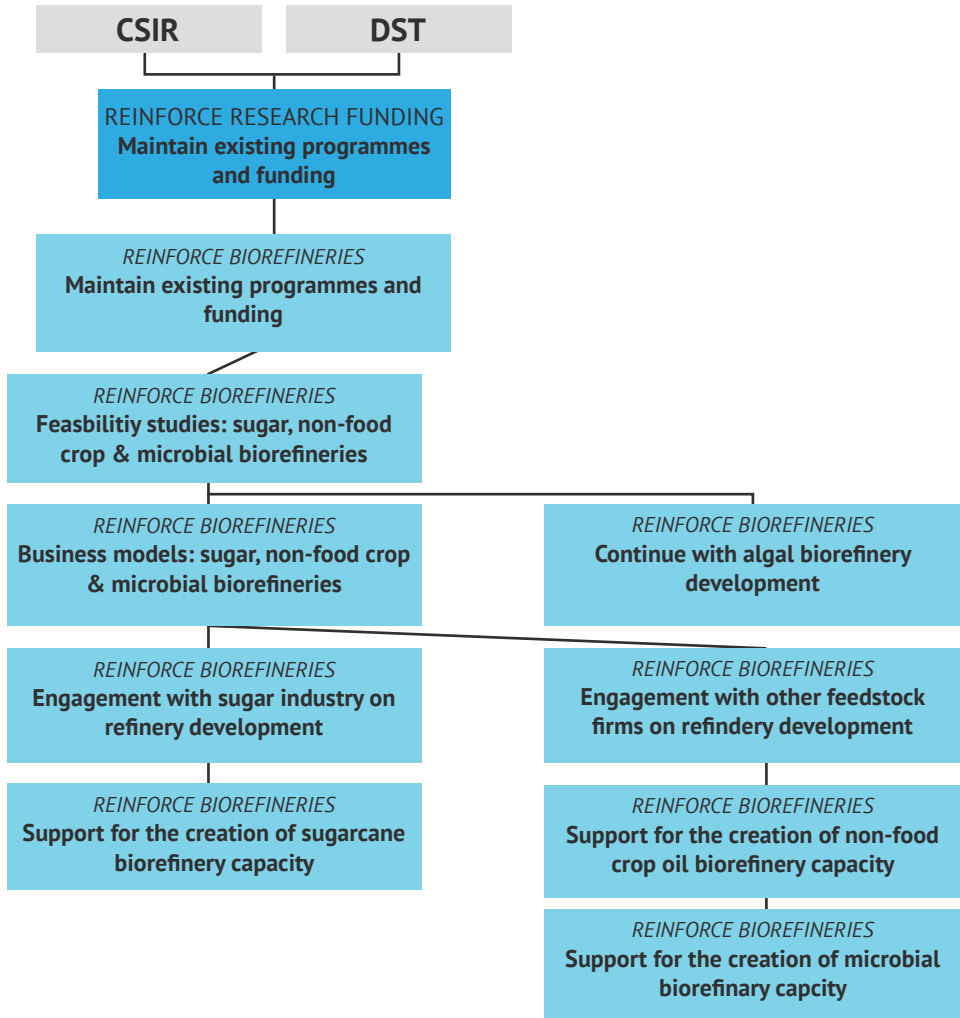 CSIR
DST
REINFORCE RESEARCH FUNDING
Maintain existing programmes
and funding
REINFORCE BIOREFINERIES
Maintain existing programmes and
funding
REINFORCE BIOREFINERIES
Feasbilitiy studies: sugar, non-food
crop & microbial biorefineries
REINFORCE BIOREFINERIES
Business models: sugar, non-food crop
& microbial biorefineries
REINFORCE BIOREFINERIES
Continue with algal biorefinery
development
REINFORCE BIOREFINERIES
Engagement with sugar industry on
refinery development
REINFORCE BIOREFINERIES
Engagement with other feedstock
firms on refindery development
REINFORCE BIOREFINERIES
Support for the creation of sugarcane
biorefinery capacity
REINFORCE BIOREFINERIES
Support for the creation of non-food
crop oil biorefinery capacity
REINFORCE BIOREFINERIES
Support for the creation of microbial
biorefinary capcity